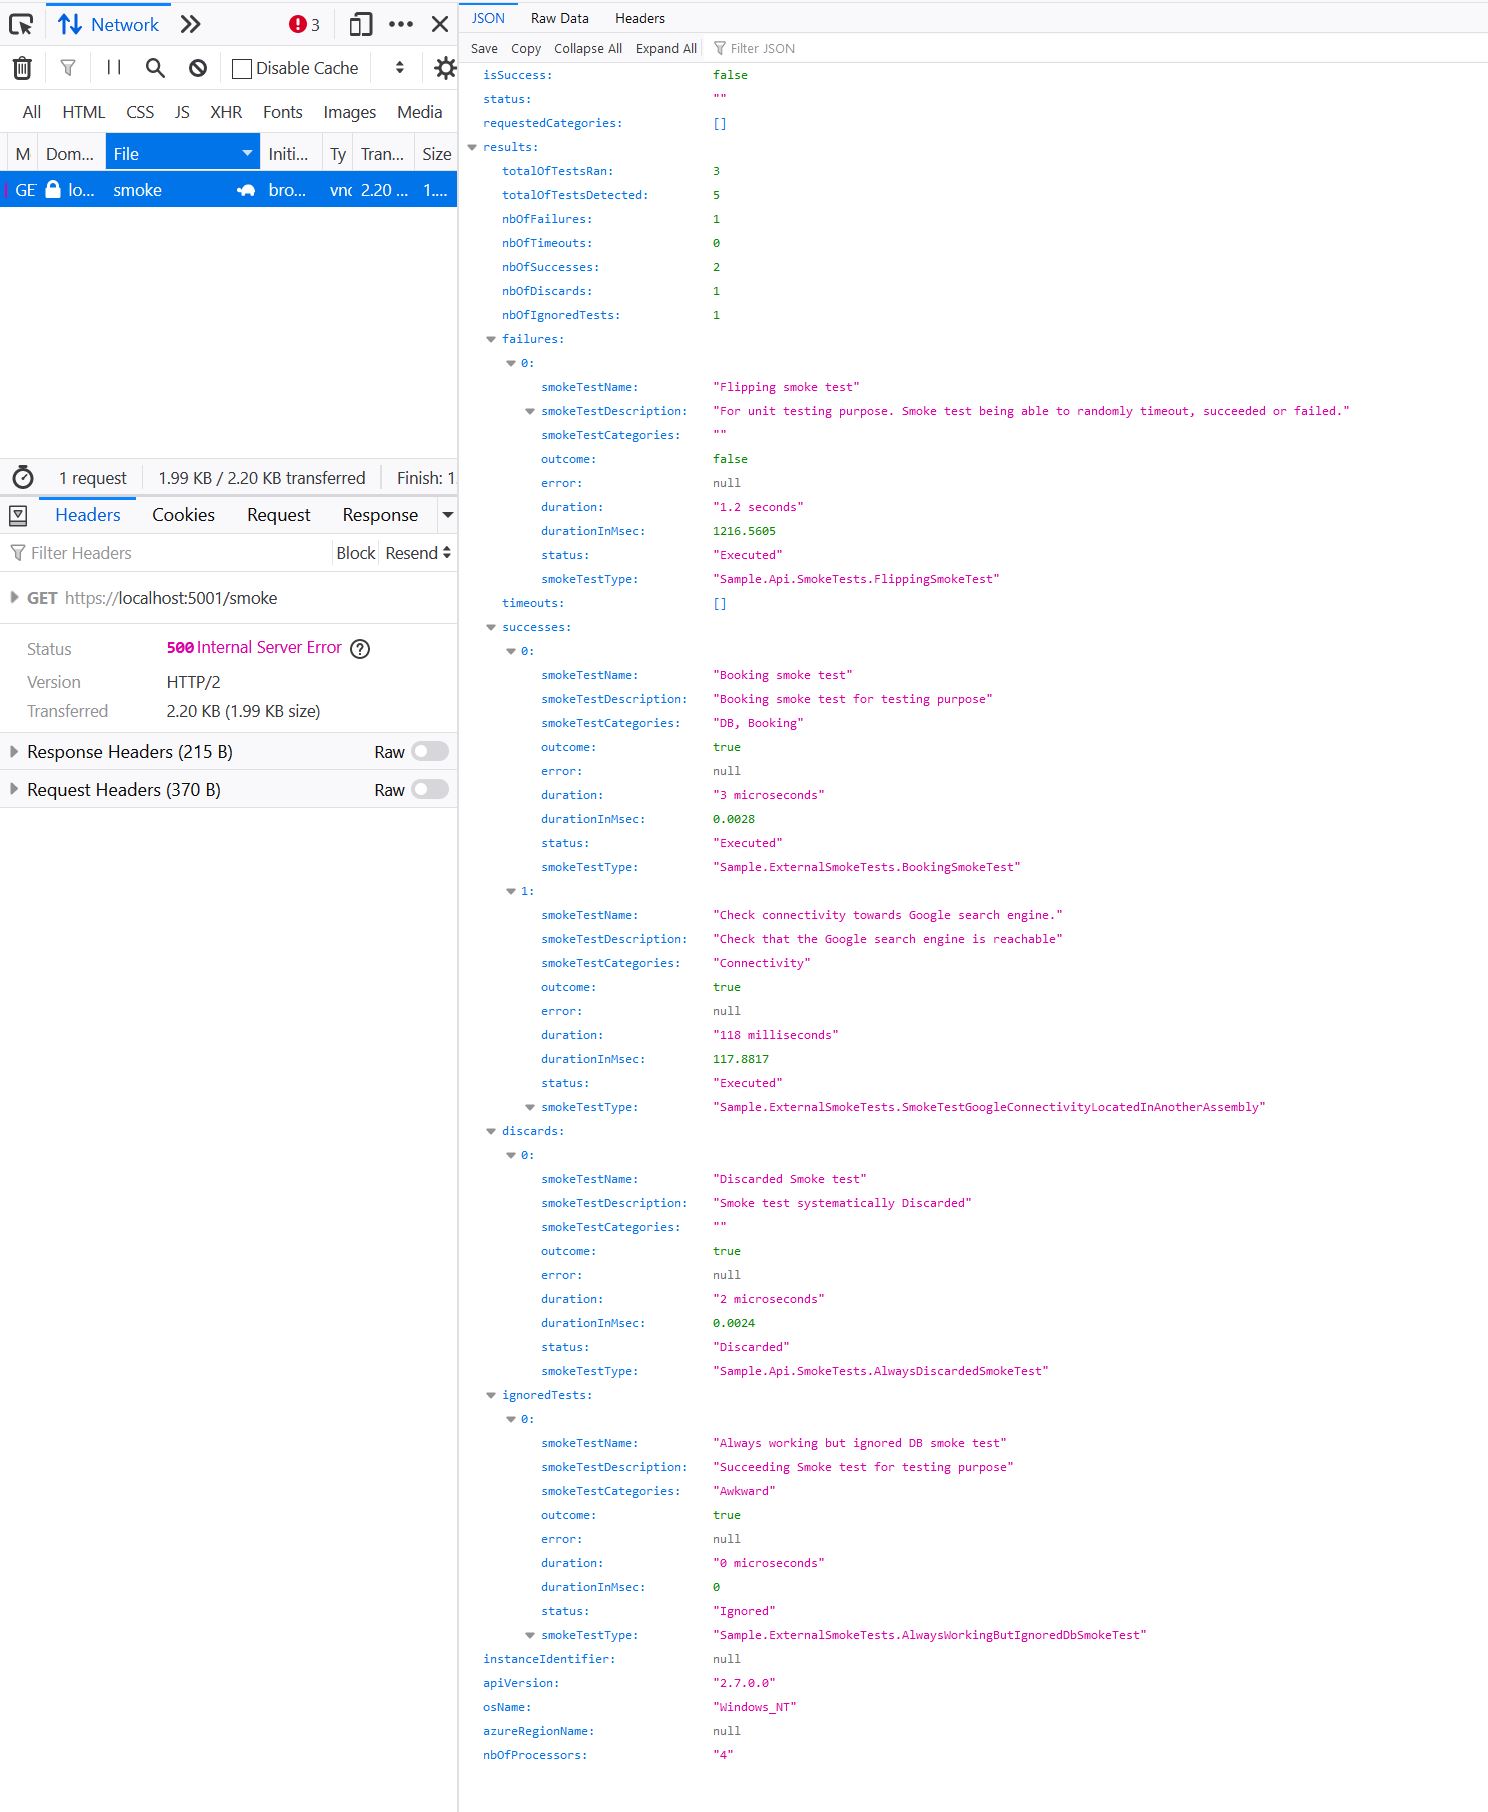 Network
3
Disable Cache
All HTML CSS JS XHR Fonts Images Media
M Dom... File Initi... Ty Tran... Size
GE lo... smoke bro... vnc 2.20 ... 1....
1 request 1.99 KB / 2.20 KB transferred Finish: 1
Headers Cookies Request Response
Filter Headers Block Resend
GET https://localhost:5001/smoke
Status 500 Internal Server Error ?
Version HTTP/2
Transferred 2.20 KB (1.99 KB size)
Response Headers (215 B) Raw
Request Headers (370 B) Raw
JSON Raw Data Headers
Save Copy Collapse All Expand All Filter JSON
isSuccess: false
status: ""
requestedCategories: []
results:
totalOfTestsRan: 3
totalOfTestsDetected: 5
nbOfFailures: 1
nbOfTimeouts: 0
nbOfSuccesses: 2
nbOfDiscards: 1
nbOfIgnoredTests: 1
failures:
0:
smokeTestName: "Flipping smoke test"
smokeTestDescription: "For unit testing purpose. Smoke test being able to randomly timeout, succeeded or failed."
smokeTestCategories: ""
outcome: false
error: null
duration: "1.2 seconds"
durationInMsec: 1216.5605
status: "Executed"
smokeTestType: "Sample.Api.SmokeTests.FlippingSmokeTest"
timeouts: []
successes:
0:
smokeTestName: "Booking smoke test"
smokeTestDescription: "Booking smoke test for testing purpose"
smokeTestCategories: "DB, Booking"
outcome: true
error: null
duration: "3 microseconds"
durationInMsec: 0.0028
status: "Executed"
smokeTestType: "Sample.ExternalSmokeTests.BookingSmokeTest"
1:
smokeTestName: "Check connectivity towards Google search engine."
smokeTestDescription: "Check that the Google search engine is reachable"
smokeTestCategories: "Connectivity"
outcome: true
error: null
duration: "118 milliseconds"
durationInMsec: 117.8817
status: "Executed"
smokeTestType: "Sample.ExternalSmokeTests.SmokeTestGoogleConnectivityLocatedInAnotherAssembly"
discards:
0:
smokeTestName: "Discarded Smoke test"
smokeTestDescription: "Smoke test systematically Discarded"
smokeTestCategories: ""
outcome: true
error: null
duration: "2 microseconds"
durationInMsec: 0.0024
status: "Discarded"
smokeTestType: "Sample.Api.SmokeTests.AlwaysDiscardedSmokeTest"
ignoredTests:
0:
smokeTestName: "Always working but ignored DB smoke test"
smokeTestDescription: "Succeeding Smoke test for testing purpose"
smokeTestCategories: "Awkward"
outcome: true
error: null
duration: "0 microseconds"
durationInMsec: 0
status: "Ignored"
smokeTestType: "Sample.ExternalSmokeTests.AlwaysWorkingButIgnoredDbSmokeTest"
instanceIdentifier: null
apiVersion: "2.7.0.0"
osName: "Windows_NT"
azureRegionName: null
nbOfProcessors: "4"